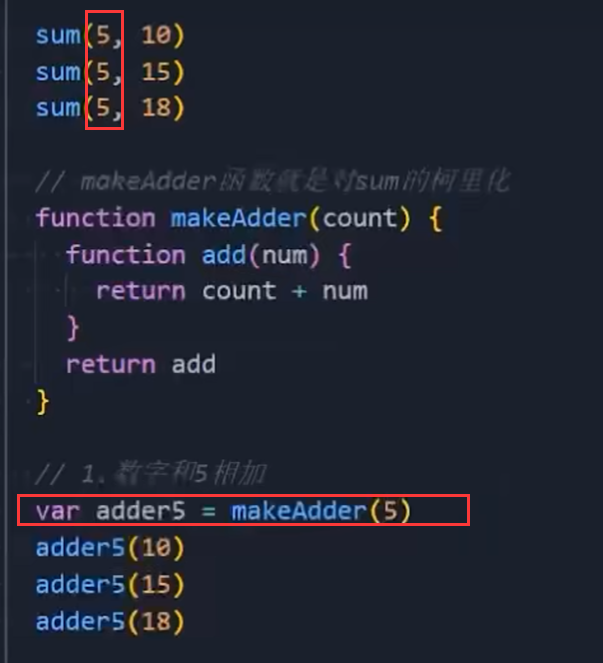 sum(5, 10)
sum(5, 15)
sum(5, 18)
// makeAdder函数就是对sum的柯里化
function makeAdder(count) {
function add(num) {
return count + num
}
return add
}
// 1.数字和5相加
var adder5 = makeAdder(5)
adder5(10)
adder5(15)
adder5(18)